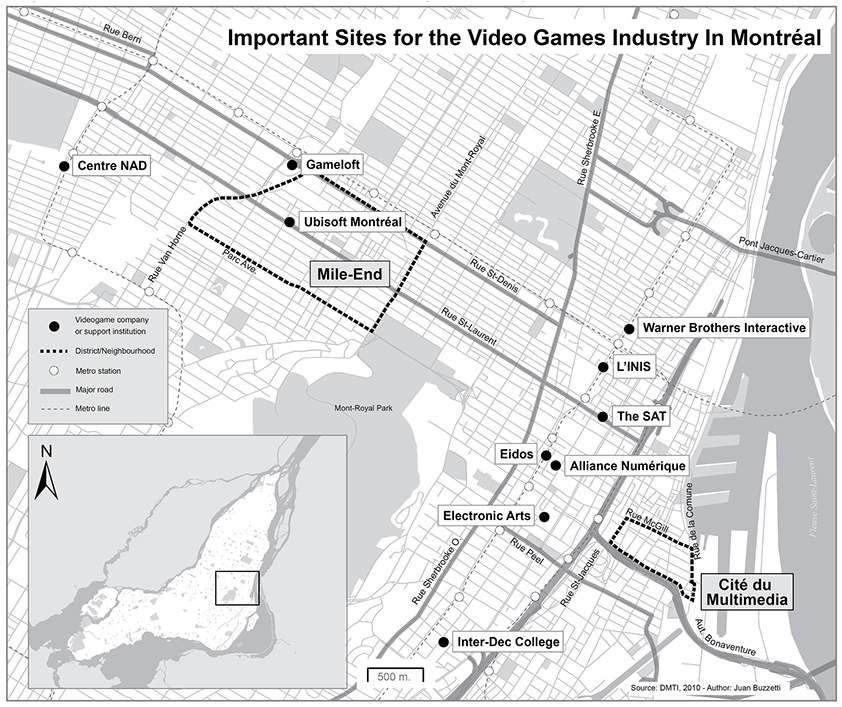 Important Sites for the Video Games Industry In Montréal
Rue Berri
Centre NAD
Gameloft
Avenue du Mont-Royal
Rue Sherbrooke E.
Ubisoft Montréal
Rue Van Horne
Parc Ave.
Mile-End
Rue St-Denis
Pont Jacques-Cartier
Rue St-Laurent
Videogame company
or support institution
District/Neighbourhood
Metro station
Major road
Metro line
Warner Brothers Interactive
L'INIS
Mont-Royal Park
The SAT
Eidos
Alliance Numérique
Fleuve Saint-Laurent
N
Electronic Arts
Rue McGill
Rue de la Comune
Rue Peel
Rue Sherbrooke O.
Rue St-Jacques
Cité du
Multimedia
Aut. Bonaventure
Inter-Dec College
500 m.
Source: DMTI, 2010 - Author: Juan Buzzetti